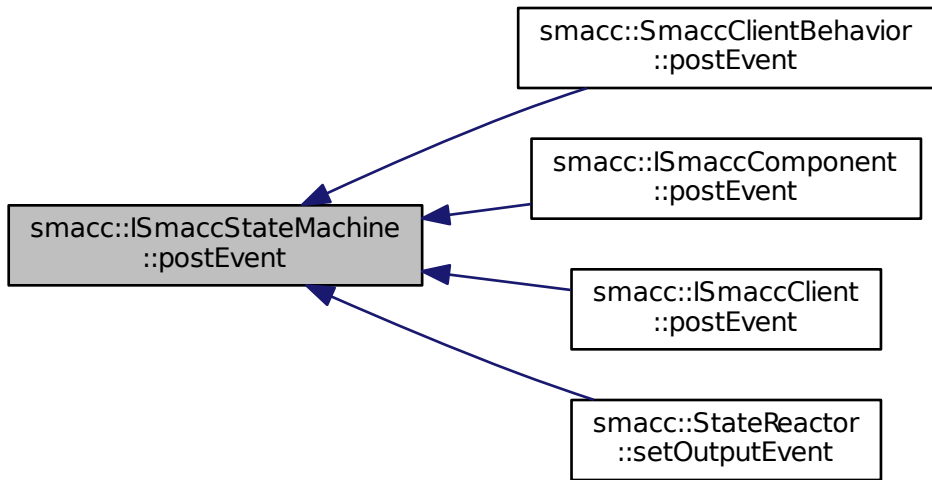 smacc::SmaccClientBehavior
::postEvent
smacc::ISmaccComponent
::postEvent
smacc::ISmaccStateMachine
::postEvent
smacc::ISmaccClient
::postEvent
smacc::StateReactor
::setOutputEvent